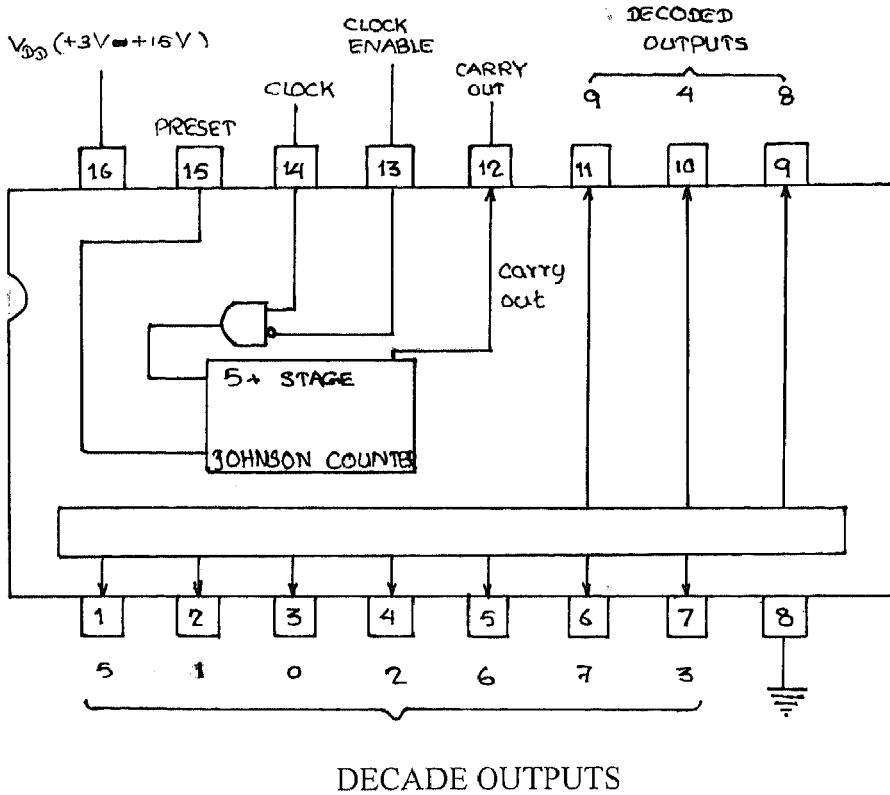 DECODED
OUTPUTS
CLOCK
ENABLE
V_DD (+3V = +15V)
CLOCK
CARRY
OUT
9 4 8
PRESET
16 15 14 13 12 11 10 9
carry
out
5+ STAGE
JOHNSON COUNTER
1 2 3 4 5 6 7 8
5 1 0 2 6 7 3
DECADE OUTPUTS